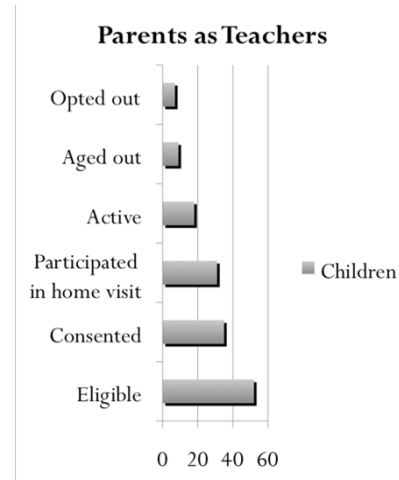 Parents as Teachers
Opted out
Aged out
Active
Participated
in home visit
Consented
Eligible
Children
0 20 40 60